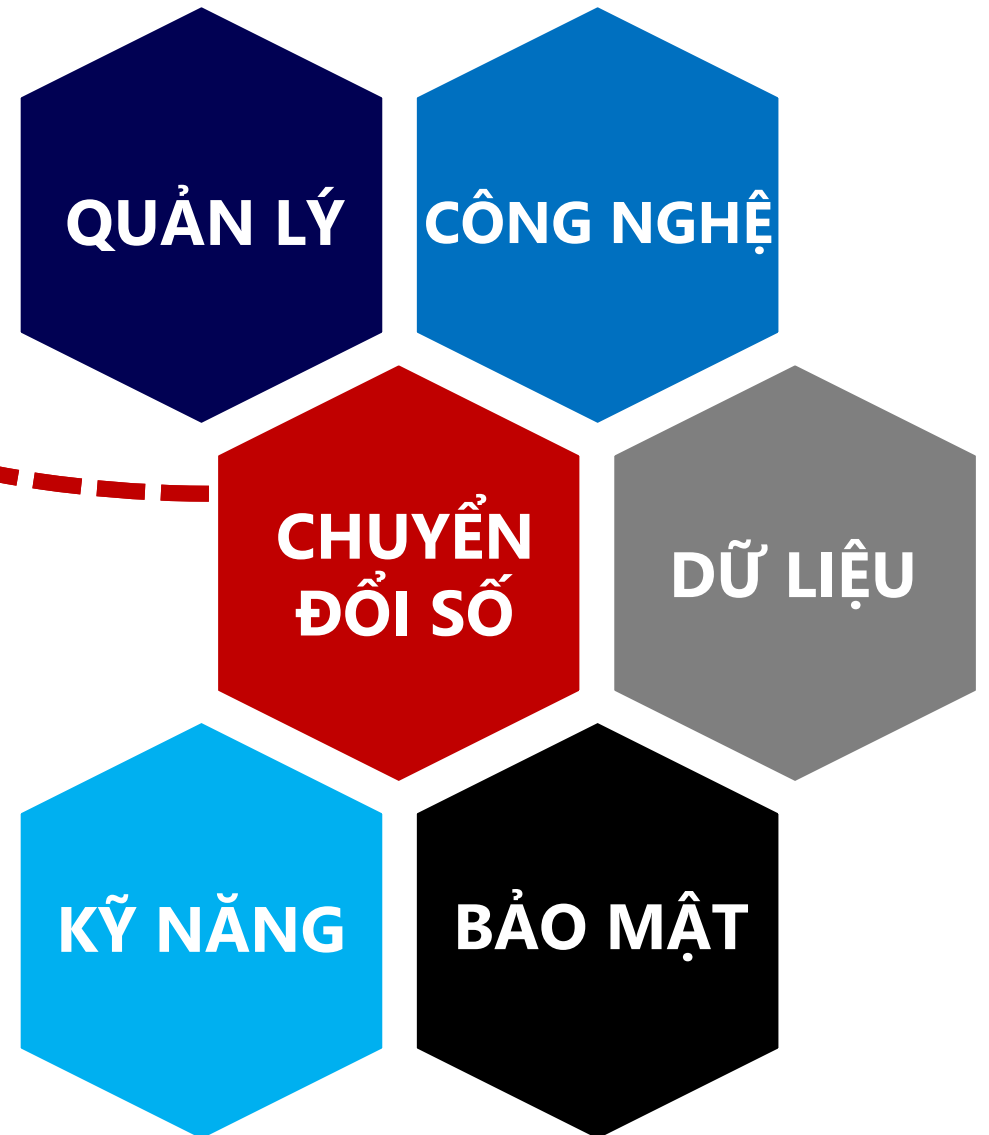 QUẢN LÝ
CÔNG NGHỆ
CHUYỂN
ĐỔI SỐ
DỮ LIỆU
KỸ NĂNG
BẢO MẬT